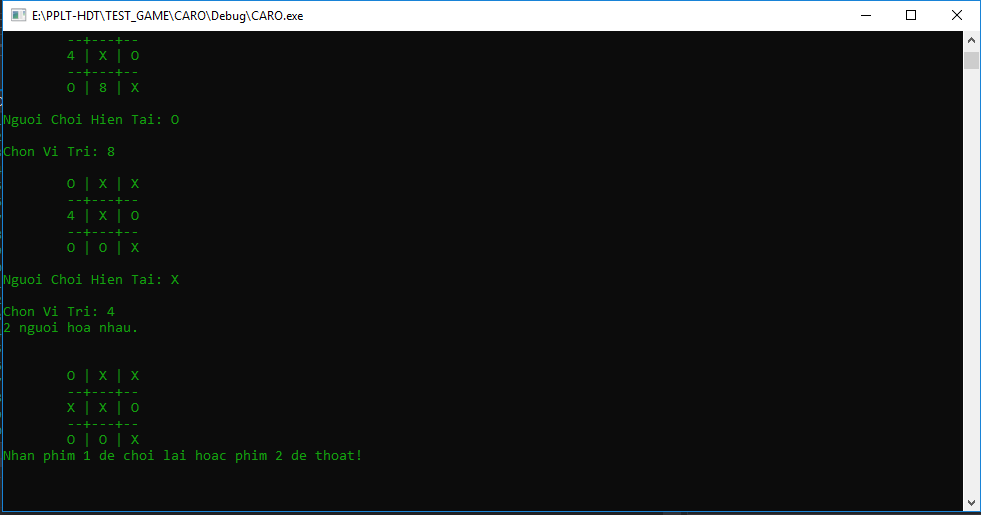 E:\PPLT-HDT\TEST_GAME\CARO\Debug\CARO.exe
--+---+--
4 | X | O
--+---+--
O | 8 | X
Nguoi Choi Hien Tai: O
Chon Vi Tri: 8
O | X | X
--+---+--
4 | X | O
--+---+--
O | O | X
Nguoi Choi Hien Tai: X
Chon Vi Tri: 4
2 nguoi hoa nhau.
O | X | X
--+---+--
X | X | O
--+---+--
O | O | X
Nhan phim 1 de choi lai hoac phim 2 de thoat!